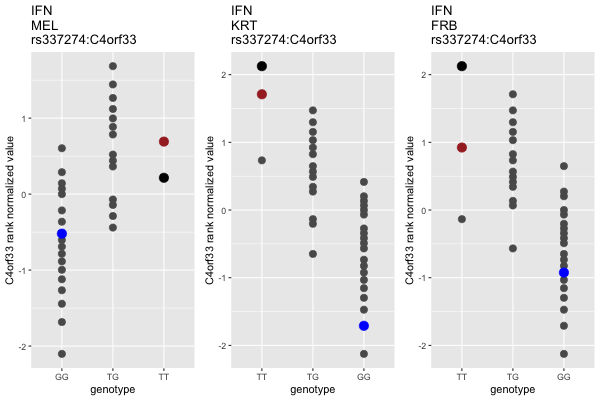 IFN
MEL
rs337274:C4orf33
C4orf33 rank normalized value
1
0
-1
-2
GG TG TT
genotype
IFN
KRT
rs337274:C4orf33
C4orf33 rank normalized value
2
1
0
-1
-2
TT TG GG
genotype
IFN
FRB
rs337274:C4orf33
C4orf33 rank normalized value
2
1
0
-1
-2
TT TG GG
genotype